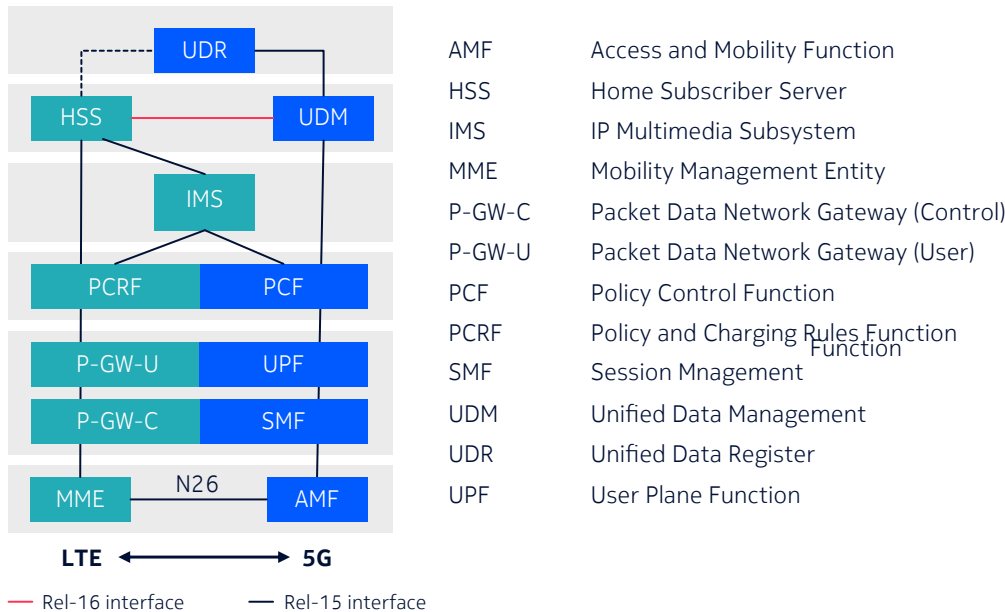 UDR
HSS
UDM
IMS
PCRF
PCF
P-GW-U
UPF
P-GW-C
SMF
N26
MME
AMF
LTE
5G
Rel-16 interface
Rel-15 interface
AMF Access and Mobility Function
HSS Home Subscriber Server
IMS IP Multimedia Subsystem
MME Mobility Management Entity
P-GW-C Packet Data Network Gateway (Control)
P-GW-U Packet Data Network Gateway (User)
PCF Policy Control Function
PCRF Policy and Charging Rules Function
Function
SMF Session Mnagement
UDM Unified Data Management
UDR Unified Data Register
UPF User Plane Function